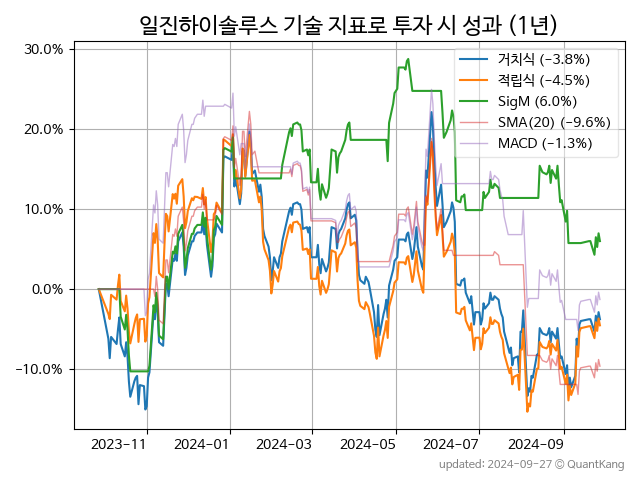 일진하이솔루스 기술 지표로 투자 시 성과 (1년)
30.0%
20.0%
10.0%
0.0%
−10.0%
거치식 (−3.8%)
적립식 (−4.5%)
SigM (6.0%)
SMA(20) (−9.6%)
MACD (−1.3%)
2023-11
2024-01
2024-03
2024-05
2024-07
2024-09
updated: 2024-09-27 © QuantKang